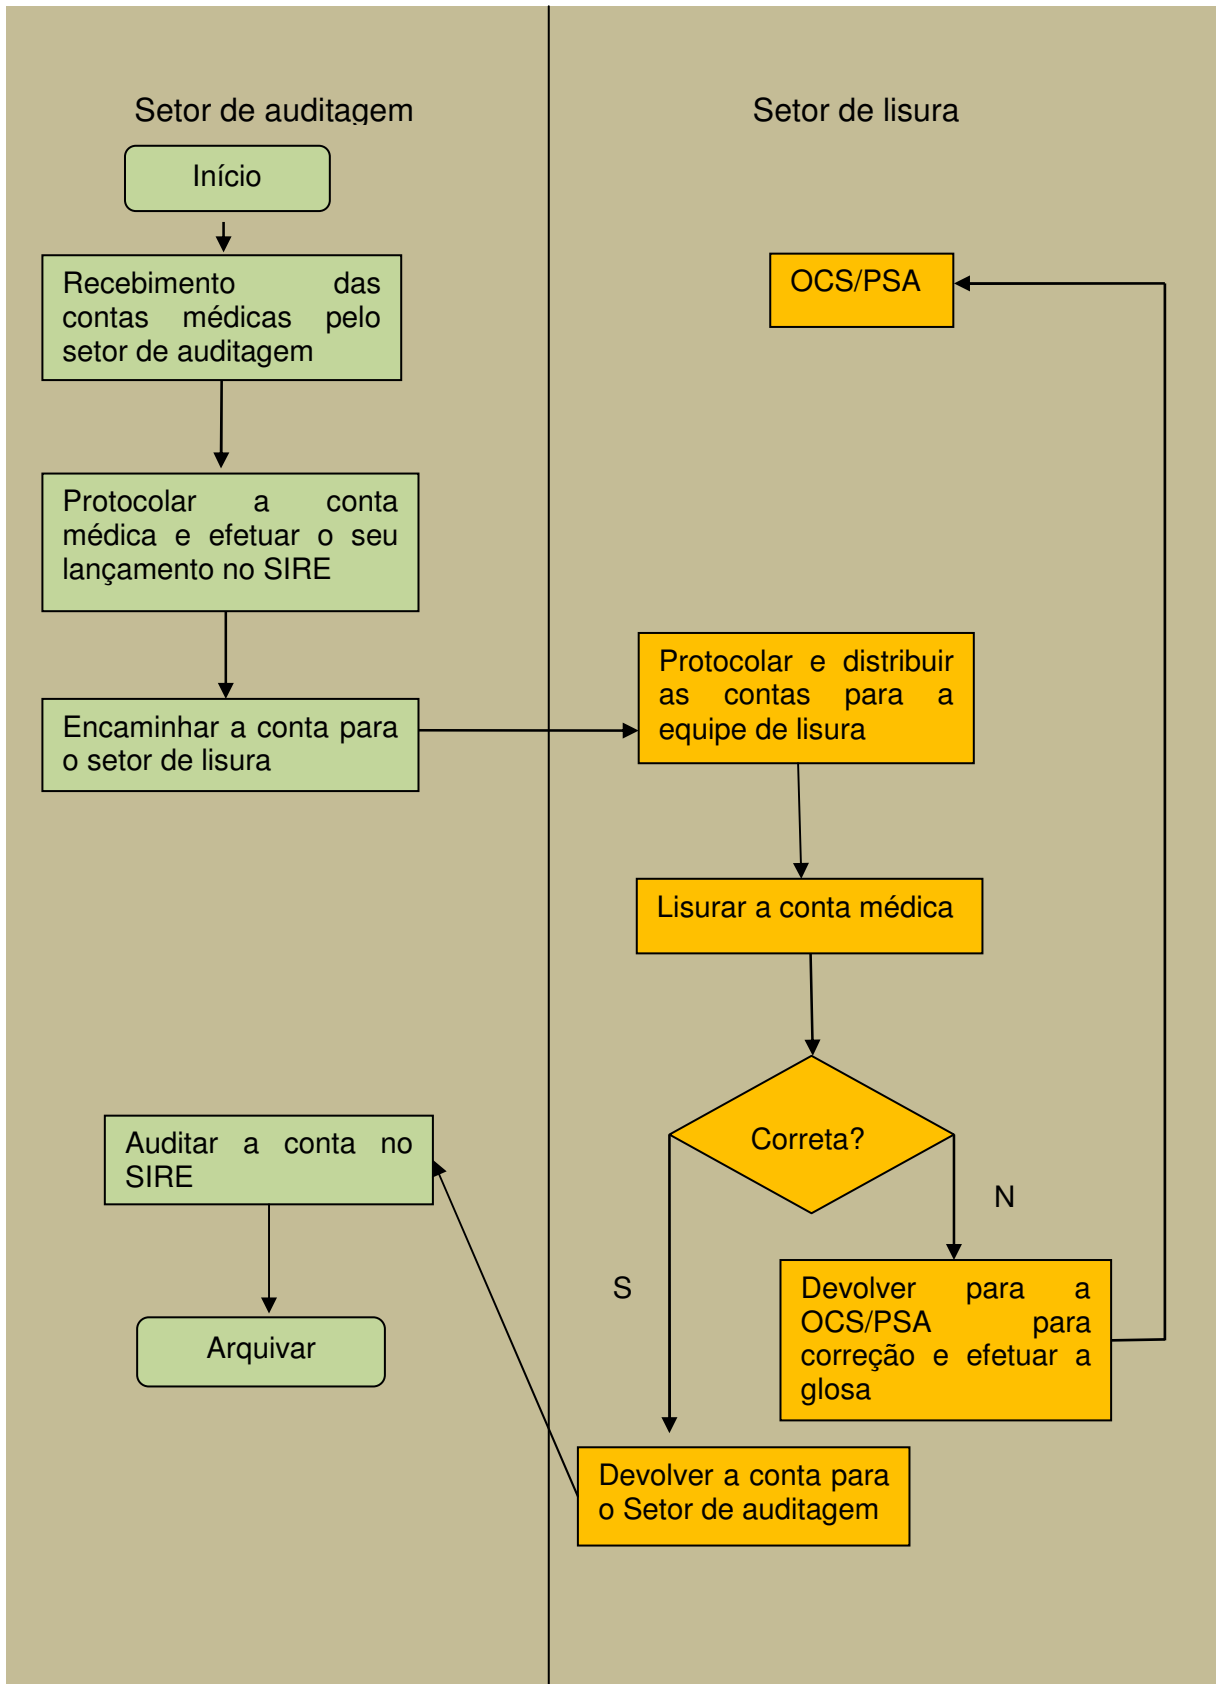 Setor de auditagem
Setor de lisura
Início
Recebimento das
contas médicas pelo
setor de auditagem
OCS/PSA
Protocolar a conta
médica e efetuar o seu
lançamento no SIRE
Encaminhar a conta para
o setor de lisura
Protocolar e distribuir
as contas para a
equipe de lisura
Lisurar a conta médica
Correta?
N
S
Devolver para a
OCS/PSA para
correção e efetuar a
glosa
Devolver a conta para
o Setor de auditagem
Auditar a conta no
SIRE
Arquivar